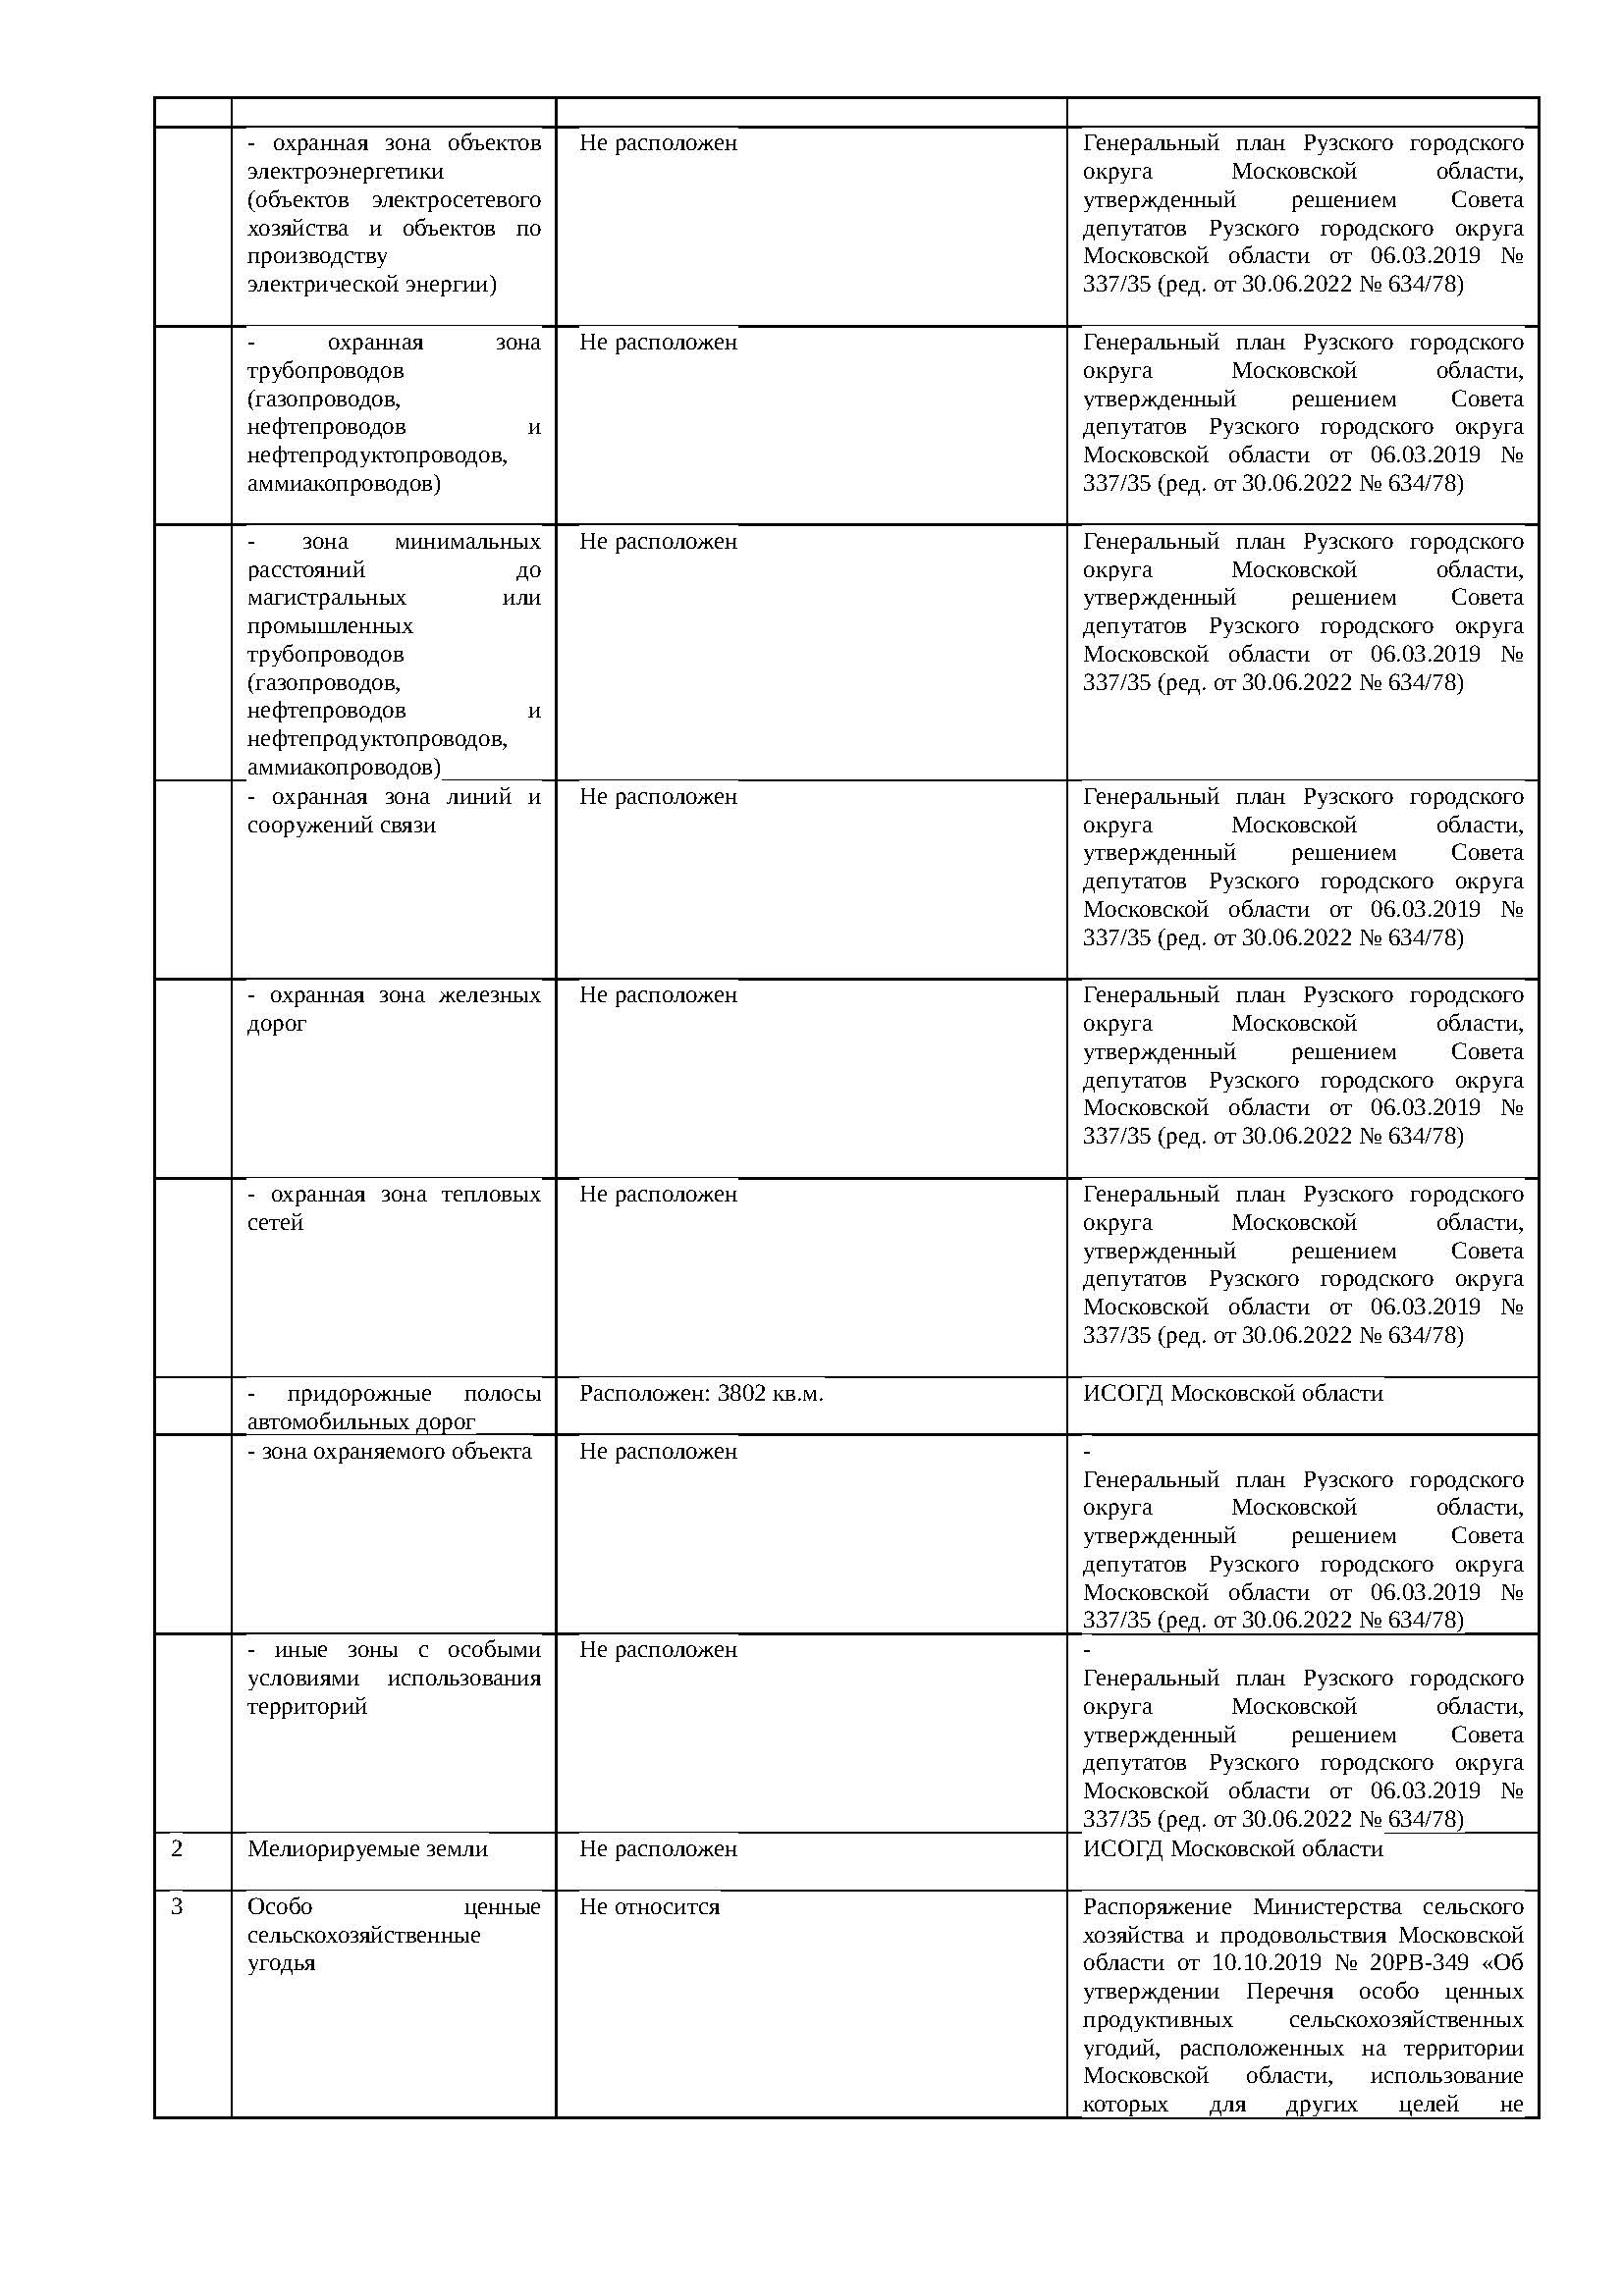 - охранная зона объектов
электроэнергетики
(объектов электросетевого
хозяйства и объектов по
производству
электрической энергии)
Не расположен
Генеральный план Рузского городского
округа Московской области,
утвержденный решением Совета
депутатов Рузского городского округа
Московской области от 06.03.2019 №
337/35 (ред. от 30.06.2022 № 634/78)
- охранная зона
трубопроводов
(газопроводов,
нефтепроводов и
нефтепродуктопроводов,
аммиакопроводов)
Не расположен
Генеральный план Рузского городского
округа Московской области,
утвержденный решением Совета
депутатов Рузского городского округа
Московской области от 06.03.2019 №
337/35 (ред. от 30.06.2022 № 634/78)
- зона минимальных
расстояний до
магистральных или
промышленных
трубопроводов
(газопроводов,
нефтепроводов и
нефтепродуктопроводов,
аммиакопроводов)
Не расположен
Генеральный план Рузского городского
округа Московской области,
утвержденный решением Совета
депутатов Рузского городского округа
Московской области от 06.03.2019 №
337/35 (ред. от 30.06.2022 № 634/78)
- охранная зона линий и
сооружений связи
Не расположен
Генеральный план Рузского городского
округа Московской области,
утвержденный решением Совета
депутатов Рузского городского округа
Московской области от 06.03.2019 №
337/35 (ред. от 30.06.2022 № 634/78)
- охранная зона железных
дорог
Не расположен
Генеральный план Рузского городского
округа Московской области,
утвержденный решением Совета
депутатов Рузского городского округа
Московской области от 06.03.2019 №
337/35 (ред. от 30.06.2022 № 634/78)
- охранная зона тепловых
сетей
Не расположен
Генеральный план Рузского городского
округа Московской области,
утвержденный решением Совета
депутатов Рузского городского округа
Московской области от 06.03.2019 №
337/35 (ред. от 30.06.2022 № 634/78)
- придорожные полосы
автомобильных дорог
Расположен: 3802 кв.м.
ИСОГД Московской области
- зона охраняемого объекта
Не расположен
-
Генеральный план Рузского городского
округа Московской области,
утвержденный решением Совета
депутатов Рузского городского округа
Московской области от 06.03.2019 №
337/35 (ред. от 30.06.2022 № 634/78)
- иные зоны с особыми
условиями использования
территорий
Не расположен
-
Генеральный план Рузского городского
округа Московской области,
утвержденный решением Совета
депутатов Рузского городского округа
Московской области от 06.03.2019 №
337/35 (ред. от 30.06.2022 № 634/78)
2
Мелиорируемые земли
Не расположен
ИСОГД Московской области
3
Особо ценные
сельскохозяйственные
угодья
Не относится
Распоряжение Министерства сельского
хозяйства и продовольствия Московской
области от 10.10.2019 № 20РВ-349 «Об
утверждении Перечня особо ценных
продуктивных сельскохозяйственных
угодий, расположенных на территории
Московской области, использование
которых для других целей не